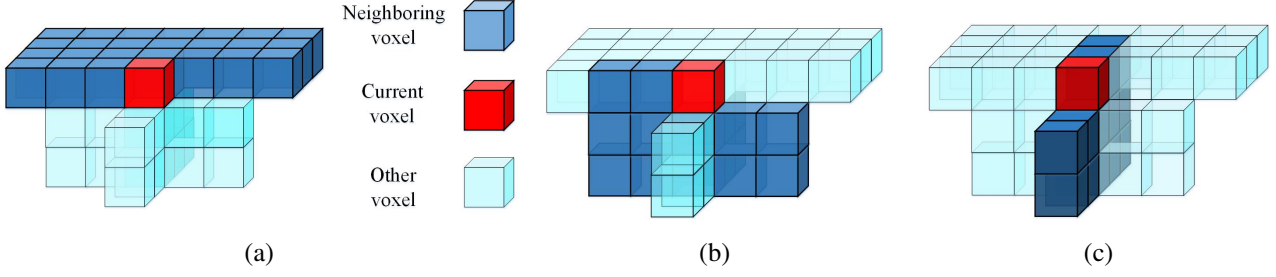 Neighboring
voxel
Current
voxel
Other
voxel
(a)
(b)
(c)